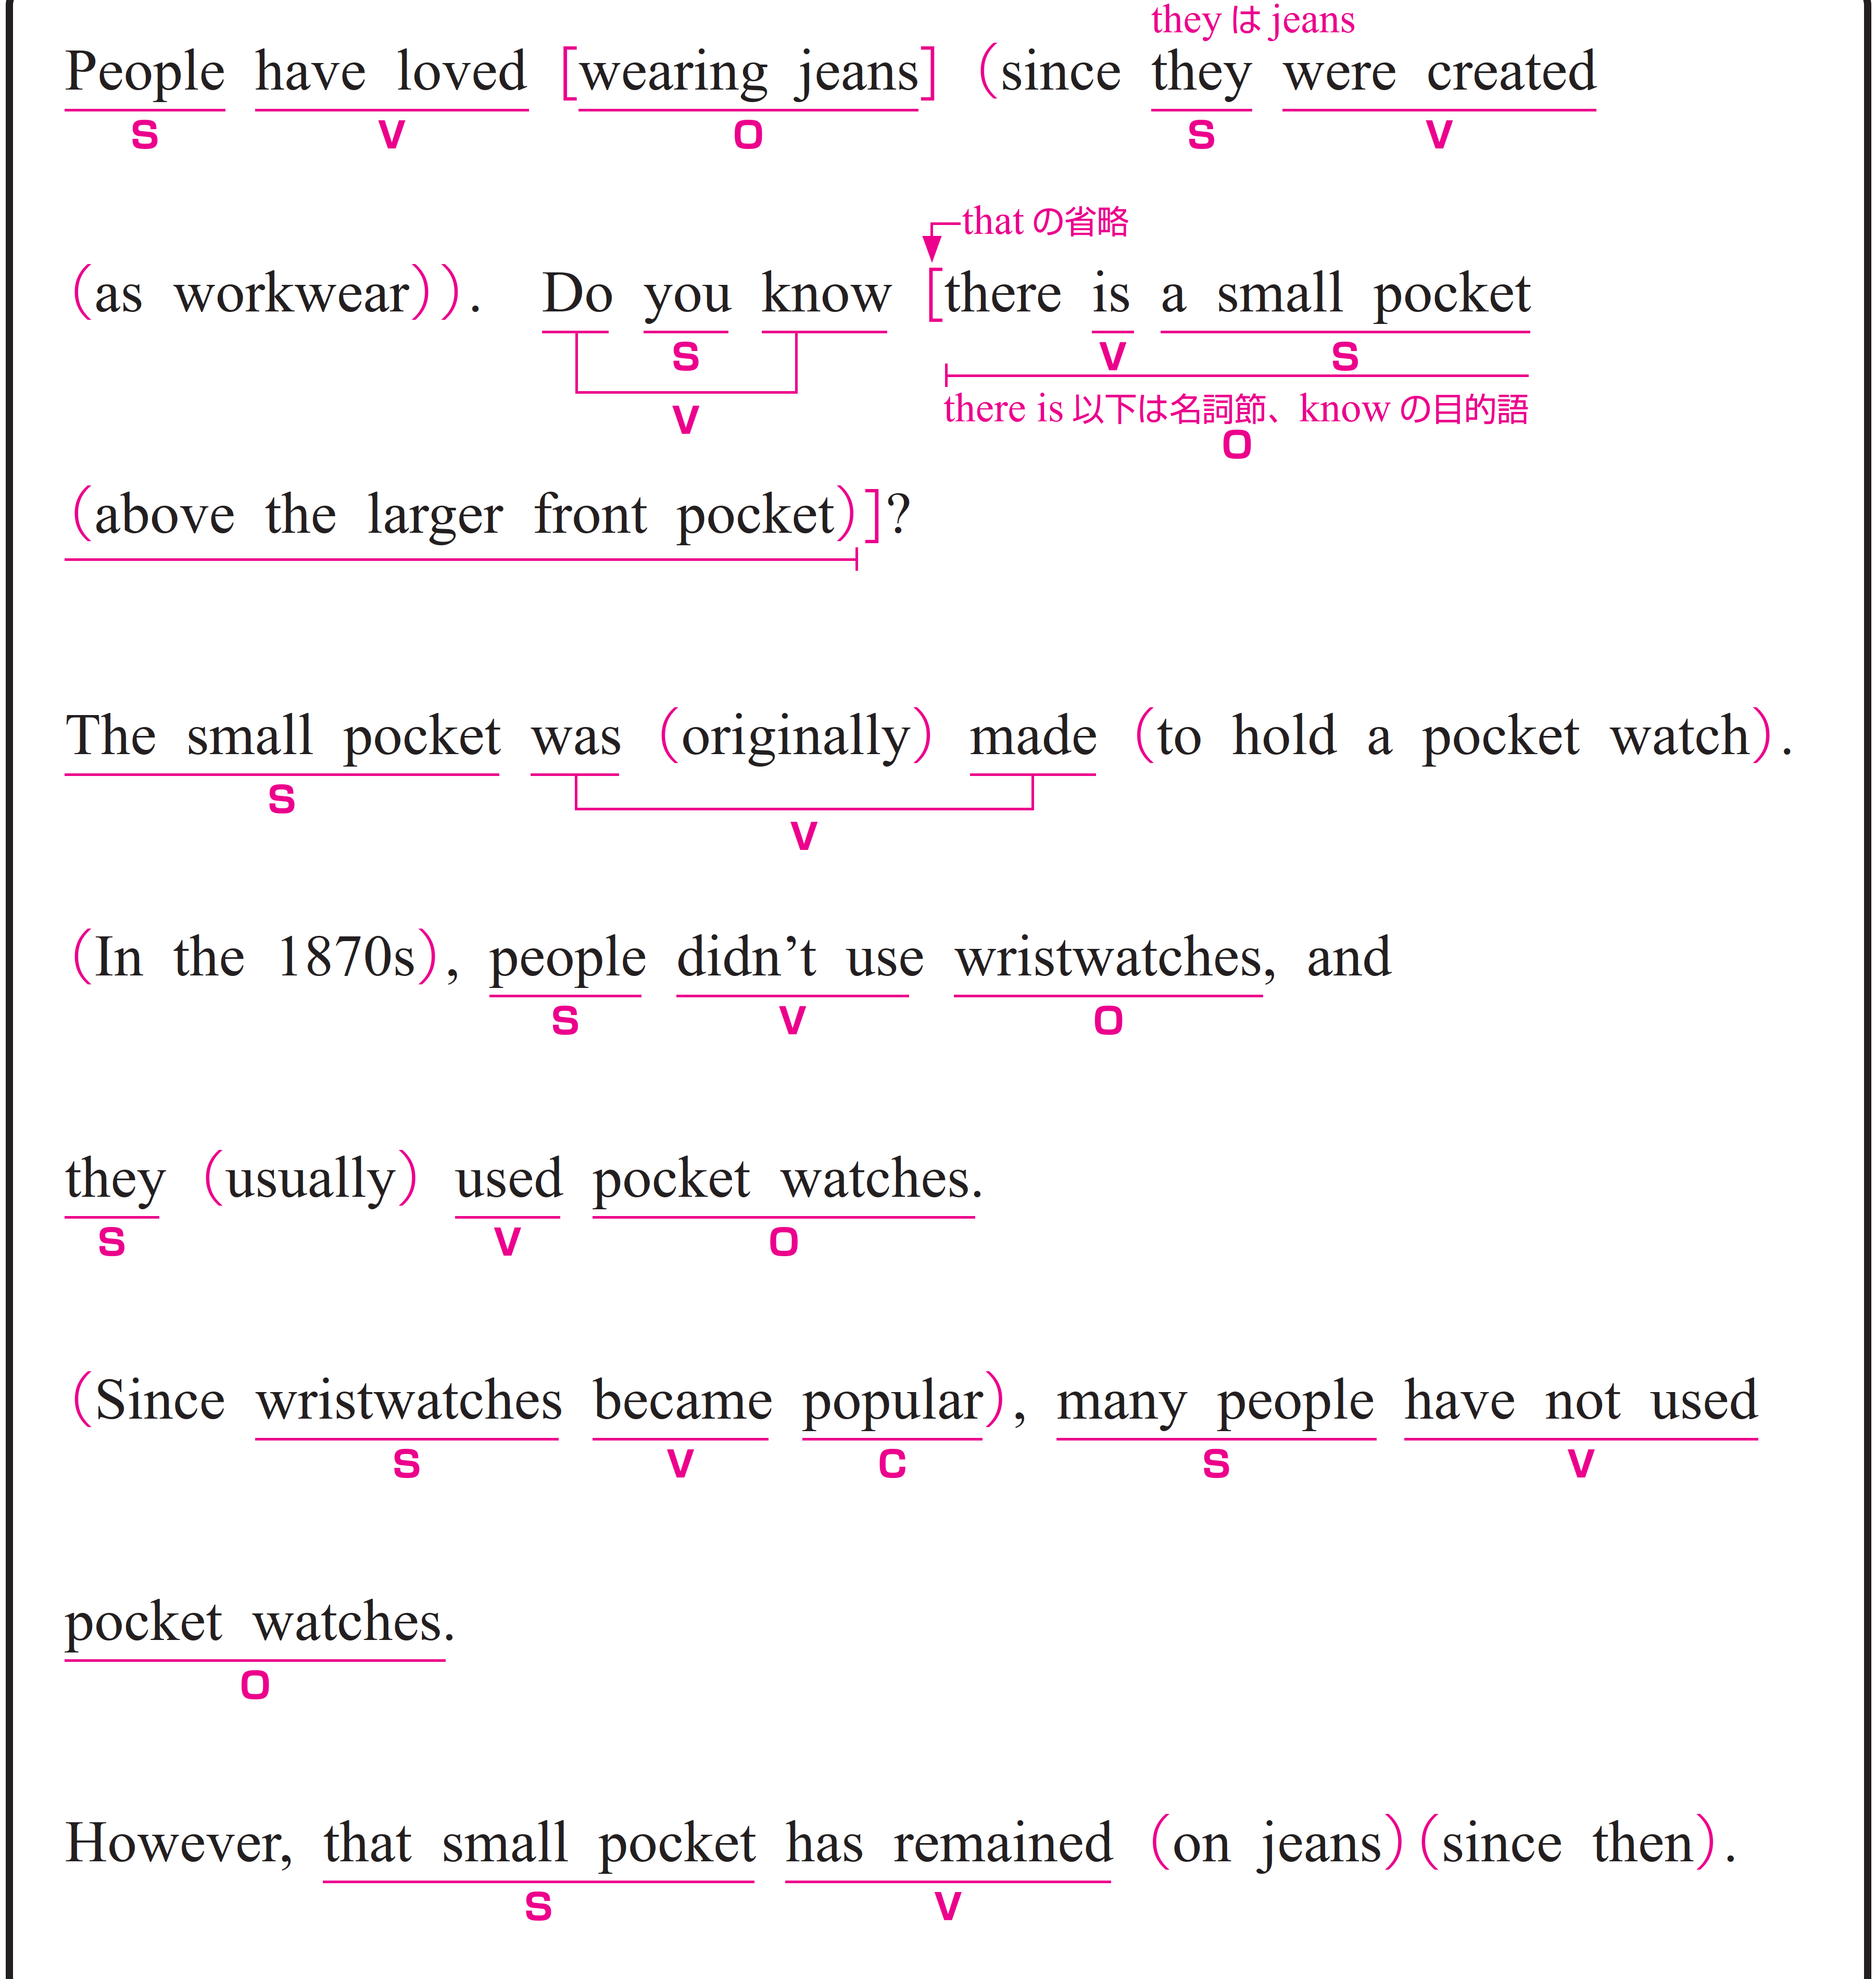 they は jeans
People have loved [wearing jeans] (since they were created
S V O S V
that の省略
(as workwear)). Do you know [there is a small pocket
S V S
V
there is 以下は名詞節、know の目的語
O
(above the larger front pocket)]?
The small pocket was (originally) made (to hold a pocket watch).
S
V
(In the 1870s), people didn't use wristwatches, and
S V O
they (usually) used pocket watches.
S V O
(Since wristwatches became popular), many people have not used
S V C S V
pocket watches.
O
However, that small pocket has remained (on jeans)(since then).
S V